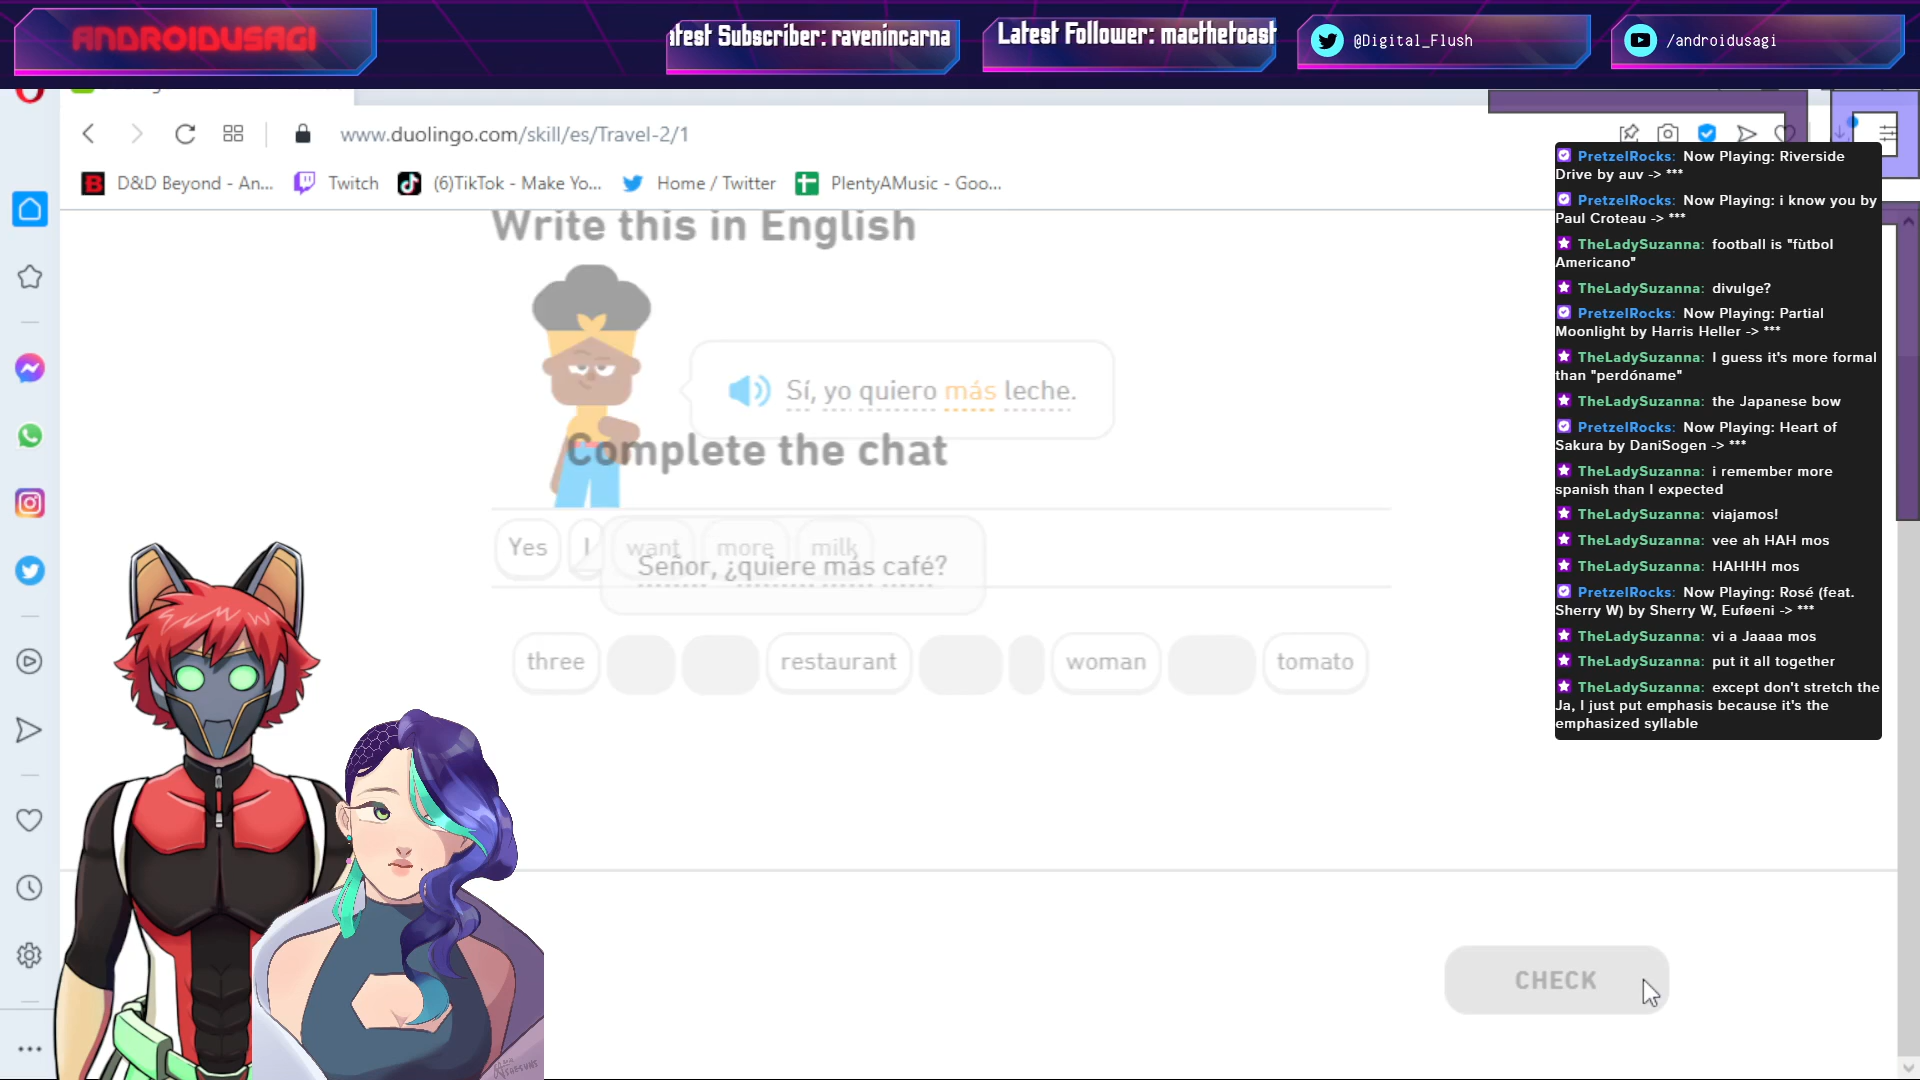 ANDROIDUSAGI
atest Subscriber: ravenincarna
Latest Follower: macthetoast
@Digital_Flush
/androidusagi
www.duolingo.com/skill/es/Travel-2/1
D&D Beyond - An...
Twitch
(6)TikTok - Make Yo...
Home / Twitter
PlentyAMusic - Goo...
Write this in English
Sí, yo quiero más leche.
Complete the chat
Yes
I
want
more
milk
Señor, ¿quiere más café?
three
restaurant
woman
tomato
CHECK
PretzelRocks: Now Playing: Riverside
Drive by auv -> ***
PretzelRocks: Now Playing: i know you by
Paul Croteau -> ***
TheLadySuzanna: football is "fùtbol
Americano"
TheLadySuzanna: divulge?
PretzelRocks: Now Playing: Partial
Moonlight by Harris Heller -> ***
TheLadySuzanna: I guess it's more formal
than "perdóname"
TheLadySuzanna: the Japanese bow
PretzelRocks: Now Playing: Heart of
Sakura by DaniSogen -> ***
TheLadySuzanna: i remember more
spanish than I expected
TheLadySuzanna: viajamos!
TheLadySuzanna: vee ah HAH mos
TheLadySuzanna: HAHHH mos
PretzelRocks: Now Playing: Rosé (feat.
Sherry W) by Sherry W, Euføeni -> ***
TheLadySuzanna: vi a Jaaaa mos
TheLadySuzanna: put it all together
TheLadySuzanna: except don't stretch the
Ja, I just put emphasis because it's the
emphasized syllable